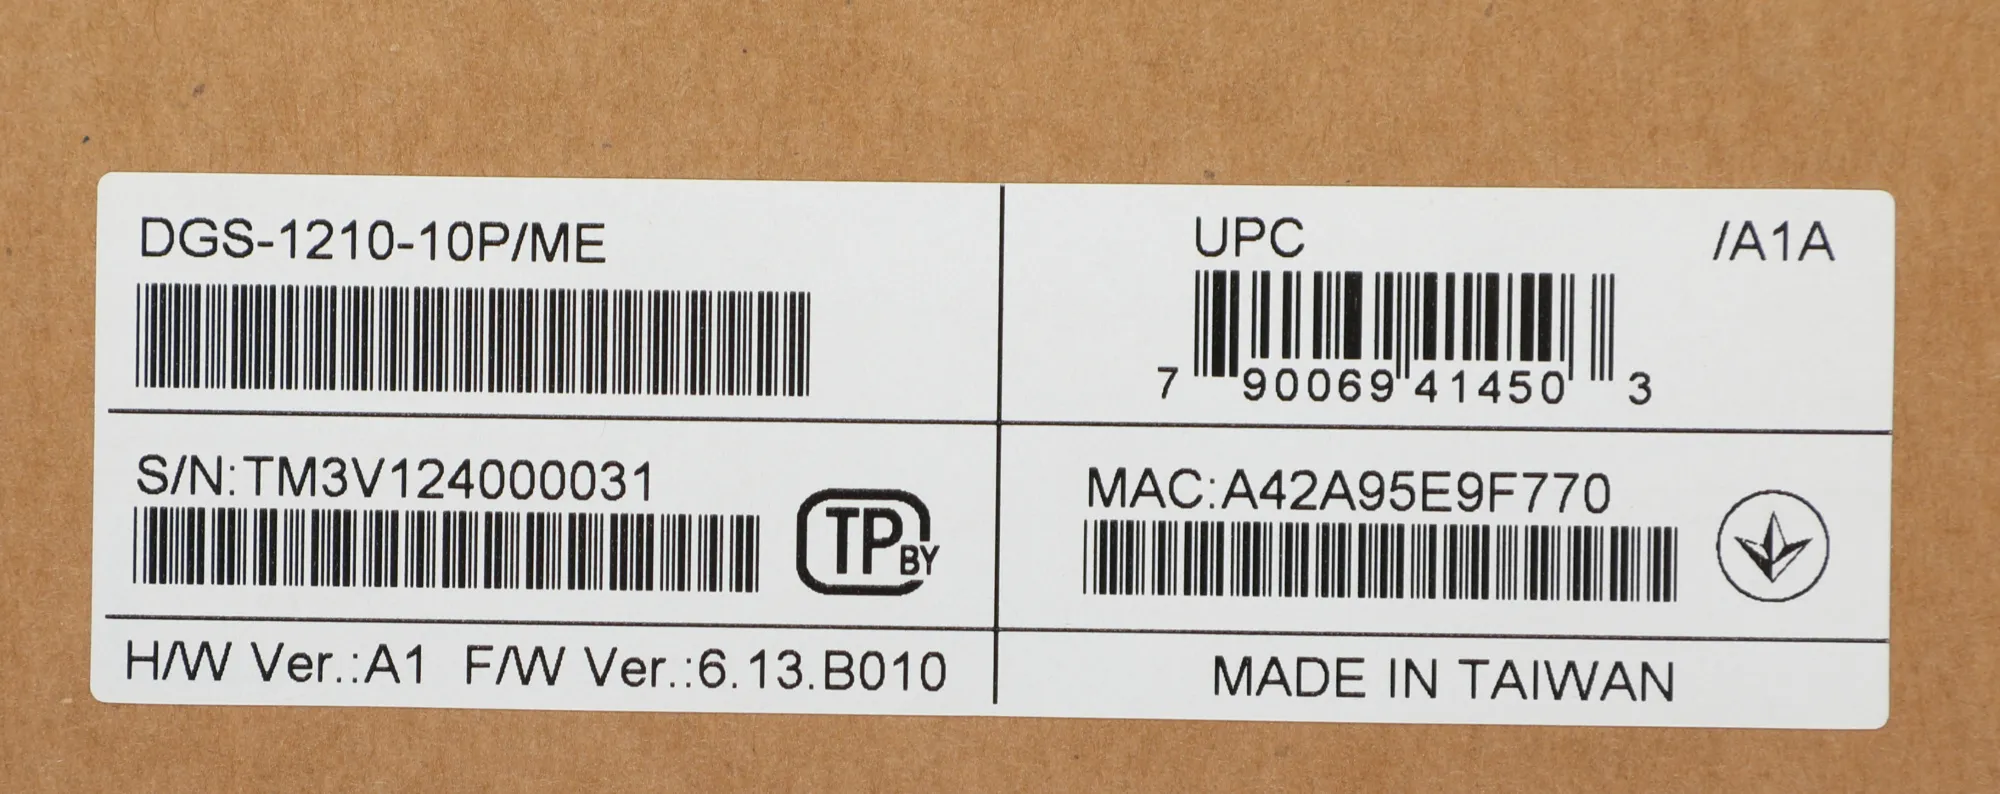 DGS-1210-10P/ME
UPC /A1A
7 90069 41450 3
S/N:TM3V124000031
TP BY
MAC:A42A95E9F770
H/W Ver.:A1 F/W Ver.:6.13.B010
MADE IN TAIWAN